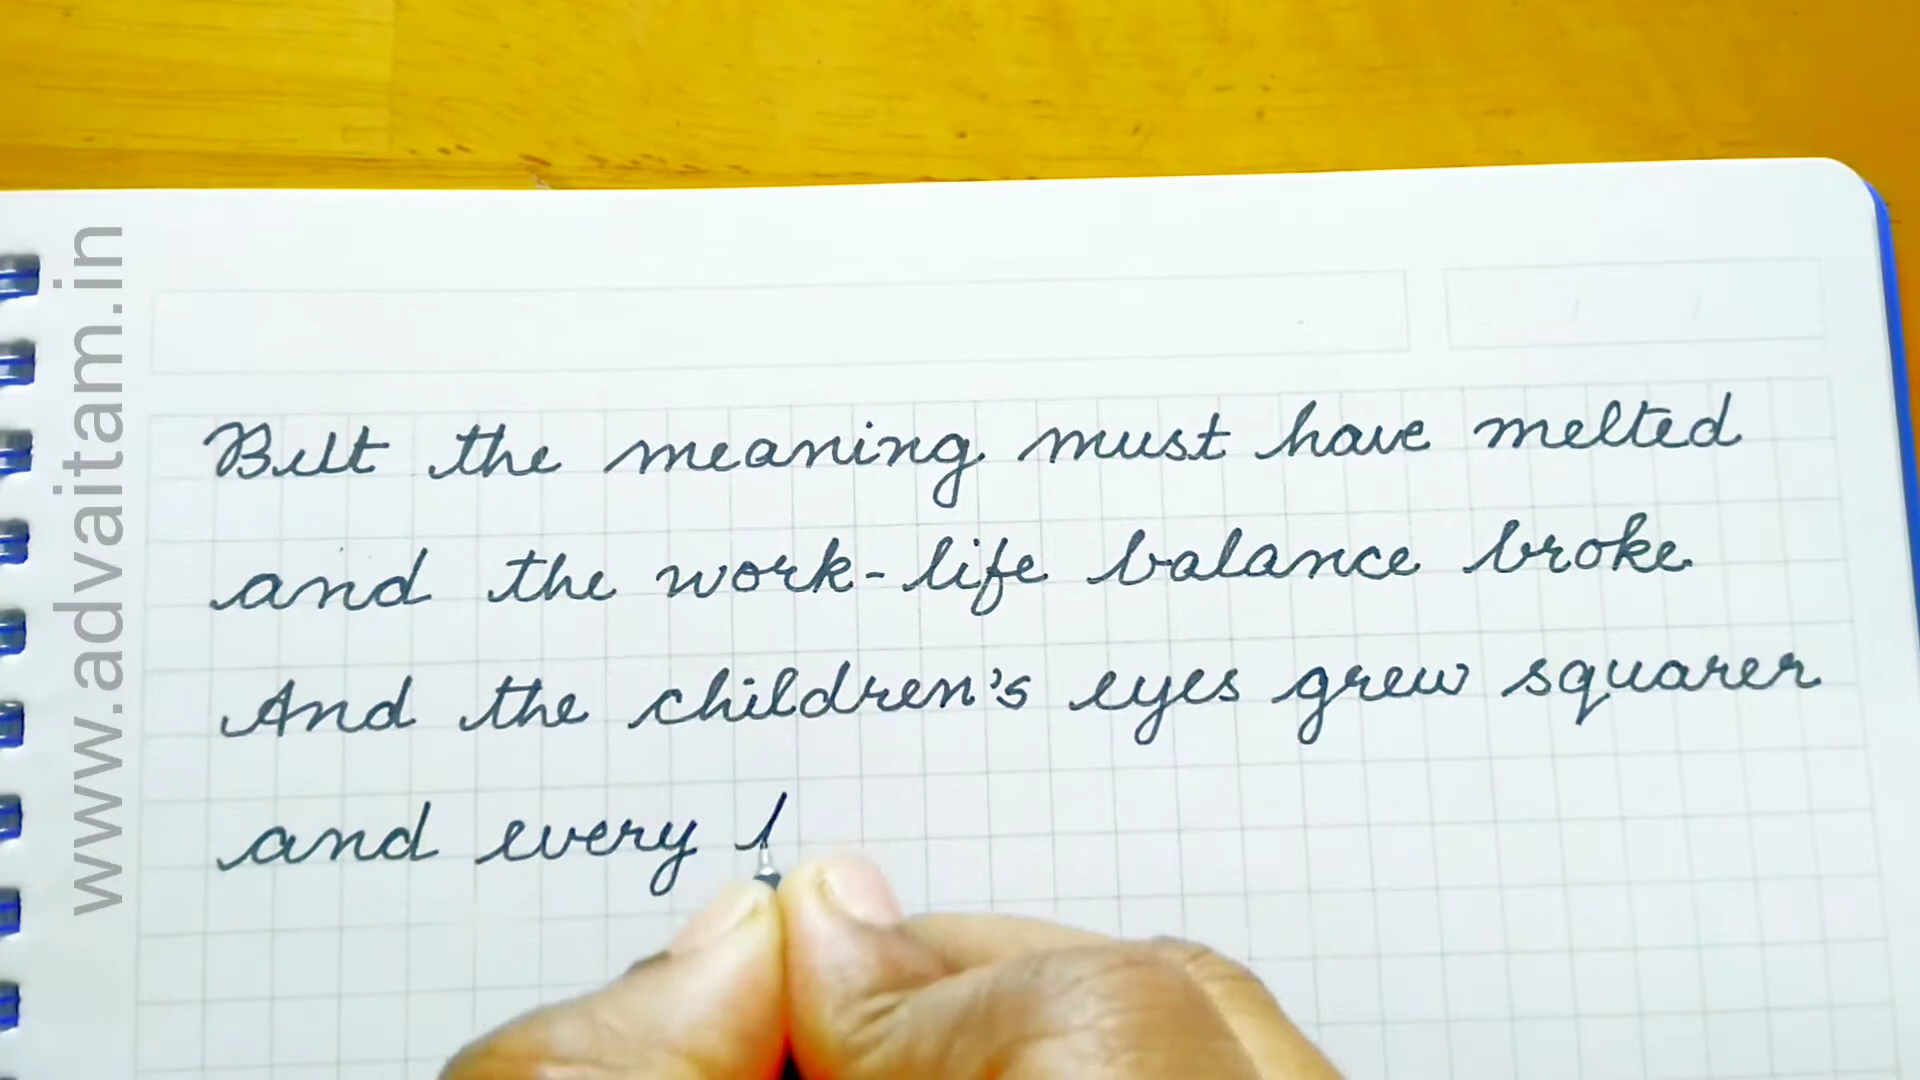 But the meaning must have melted
and the work-life balance broke
And the children's eyes grew squarer
and every
www.advaitam.in